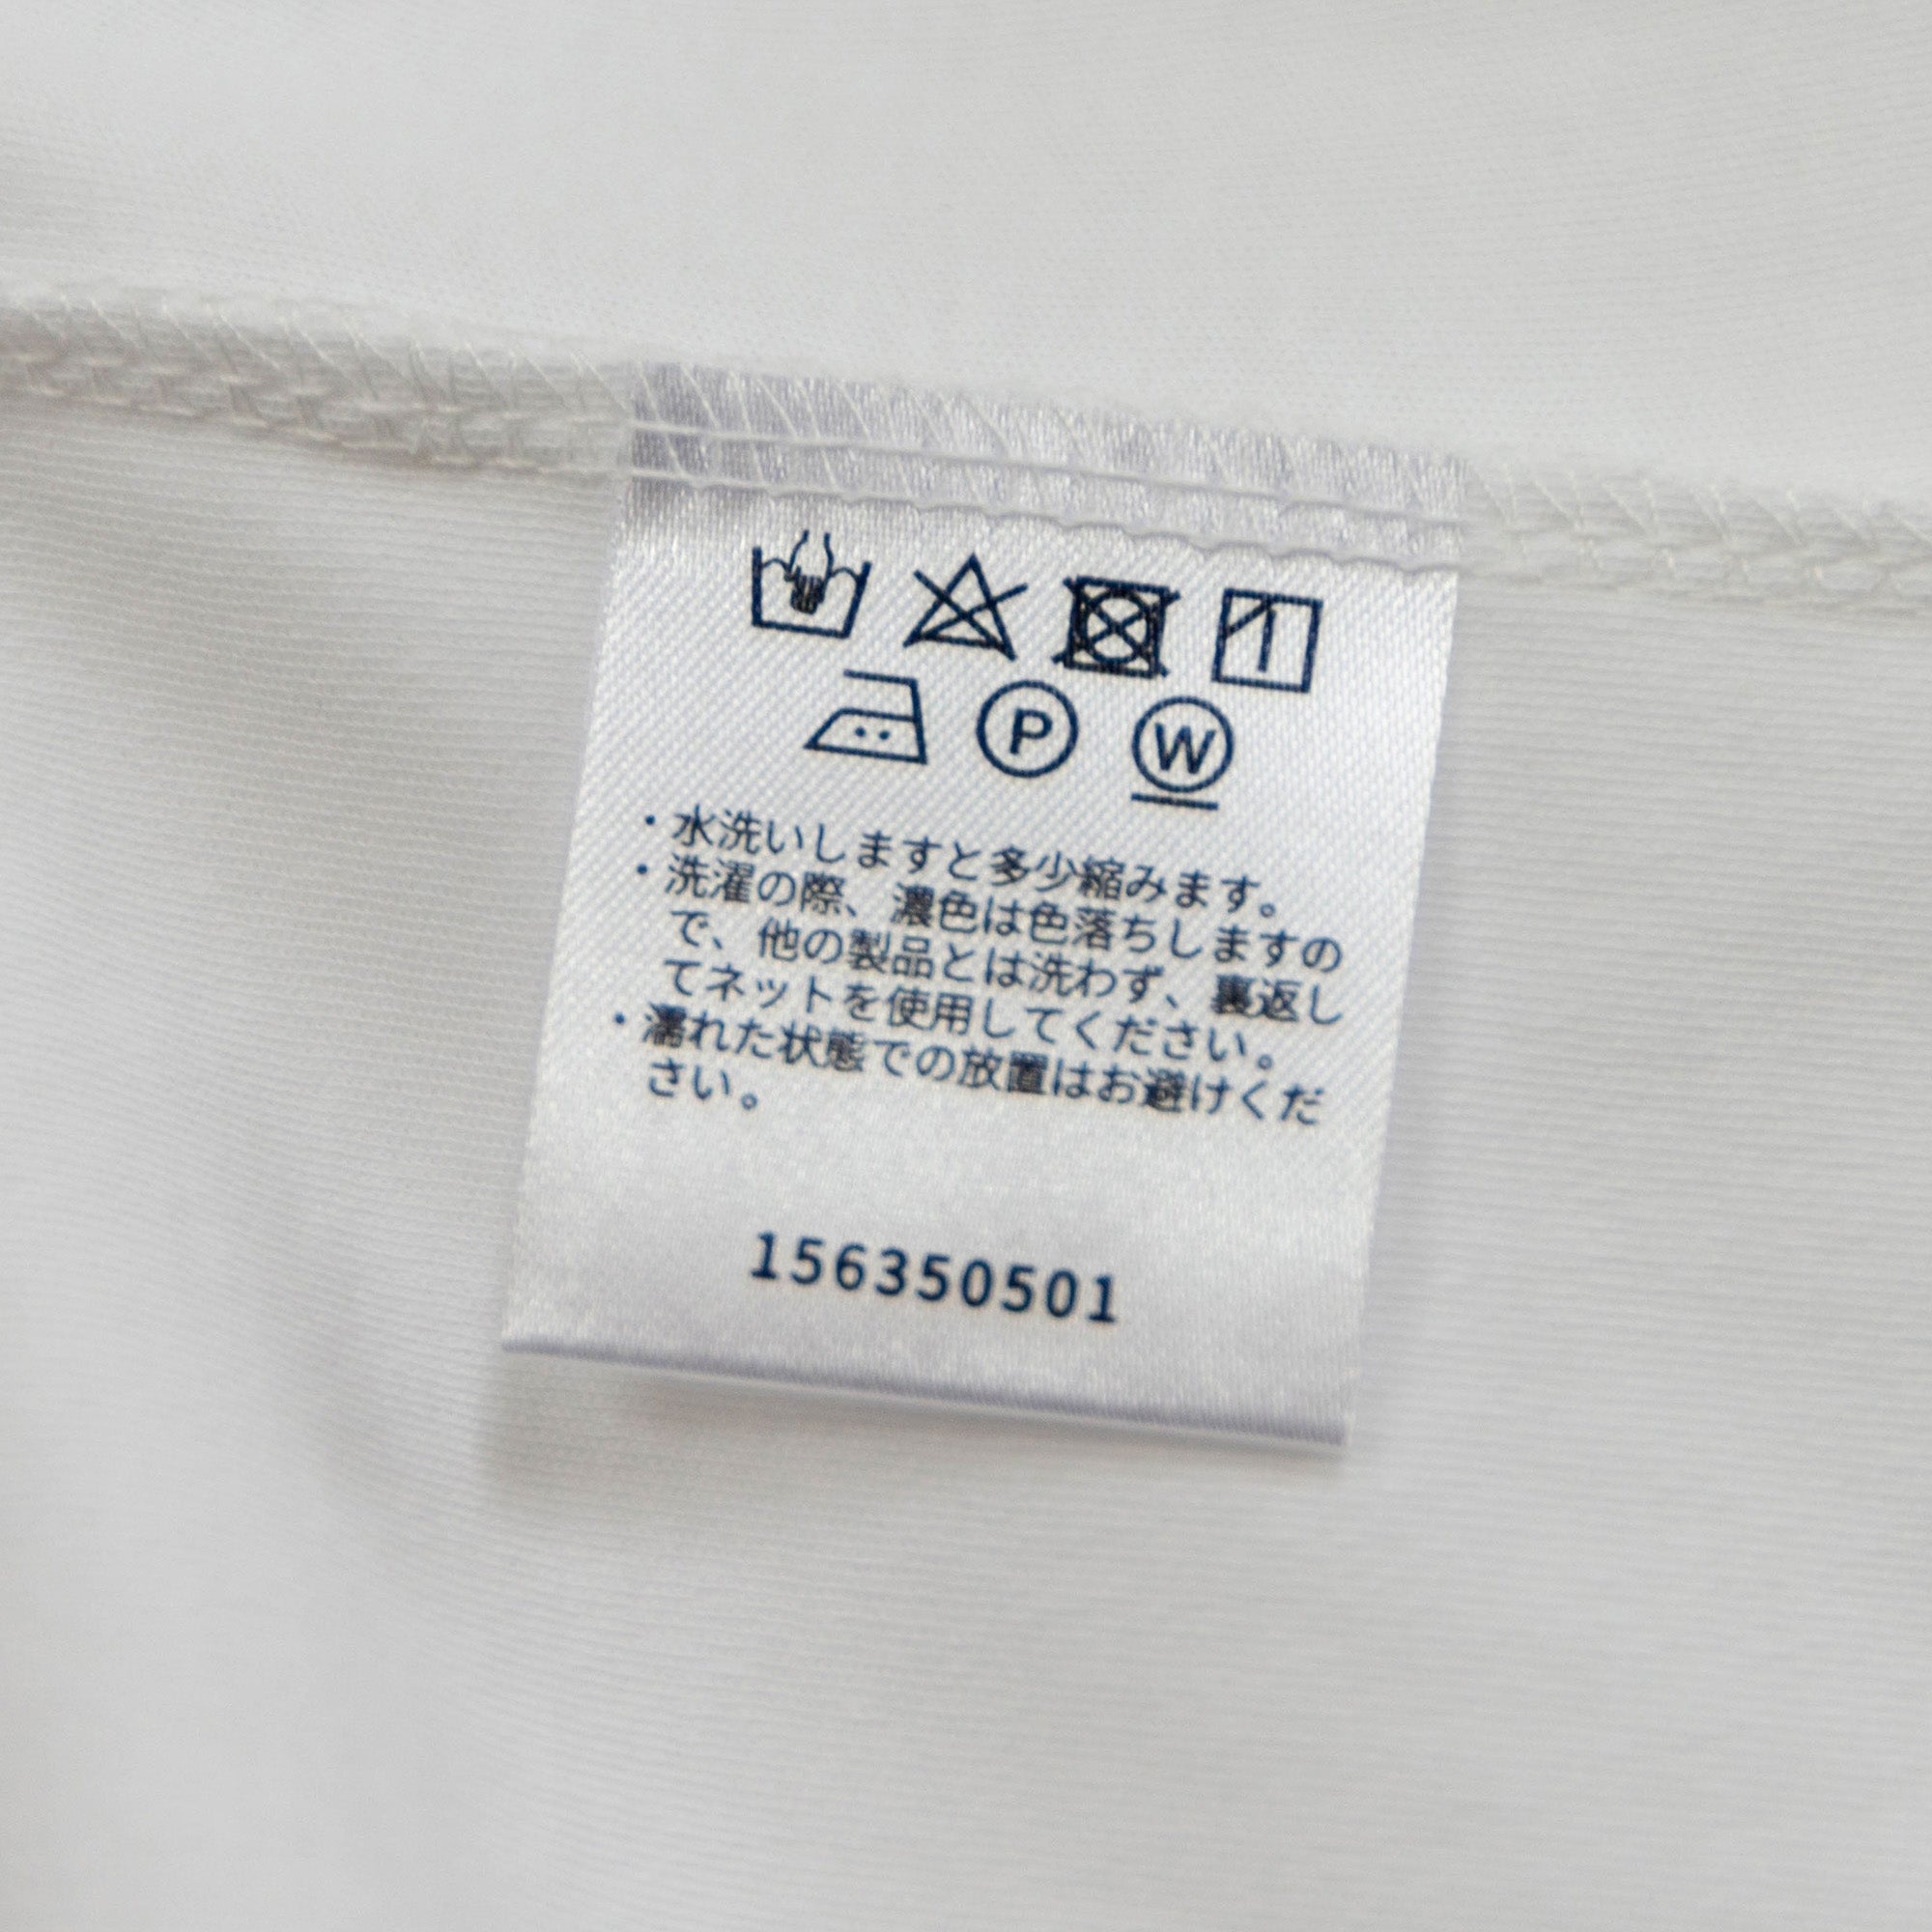 P W
・水洗いしますと多少縮みます。
・洗濯の際、濃色は色落ちしますの
で、他の製品とは洗わず、裏返し
てネットを使用してください。
・濡れた状態での放置はお避けくだ
さい。
156350501